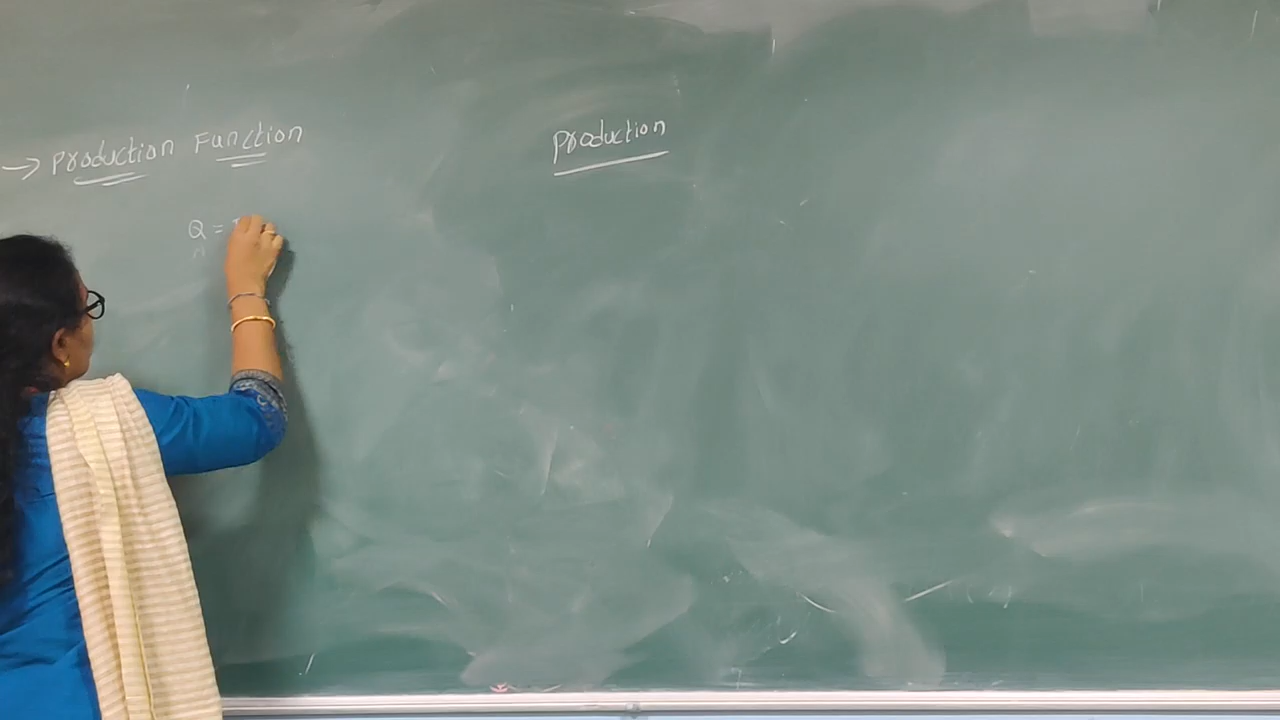 Production
→ Production Function
Q =